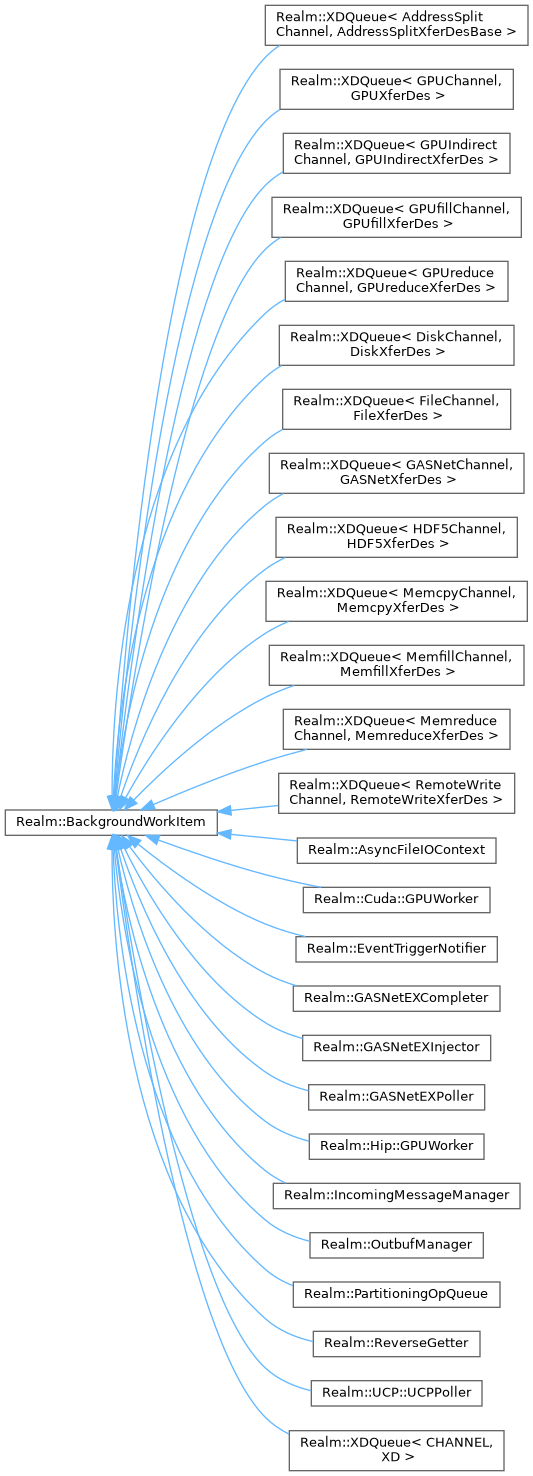 Realm::XDQueue< AddressSplit
Channel, AddressSplitXferDesBase >
Realm::XDQueue< GPUChannel,
GPUXferDes >
Realm::XDQueue< GPUIndirect
Channel, GPUIndirectXferDes >
Realm::XDQueue< GPUfillChannel,
GPUfillXferDes >
Realm::XDQueue< GPUreduce
Channel, GPUreduceXferDes >
Realm::XDQueue< DiskChannel,
DiskXferDes >
Realm::XDQueue< FileChannel,
FileXferDes >
Realm::XDQueue< GASNetChannel,
GASNetXferDes >
Realm::XDQueue< HDF5Channel,
HDF5XferDes >
Realm::XDQueue< MemcpyChannel,
MemcpyXferDes >
Realm::XDQueue< MemfillChannel,
MemfillXferDes >
Realm::XDQueue< Memreduce
Channel, MemreduceXferDes >
Realm::XDQueue< RemoteWrite
Channel, RemoteWriteXferDes >
Realm::BackgroundWorkItem
Realm::AsyncFileIOContext
Realm::Cuda::GPUWorker
Realm::EventTriggerNotifier
Realm::GASNetEXCompleter
Realm::GASNetEXInjector
Realm::GASNetEXPoller
Realm::Hip::GPUWorker
Realm::IncomingMessageManager
Realm::OutbufManager
Realm::PartitioningOpQueue
Realm::ReverseGetter
Realm::UCP::UCPPoller
Realm::XDQueue< CHANNEL,
XD >